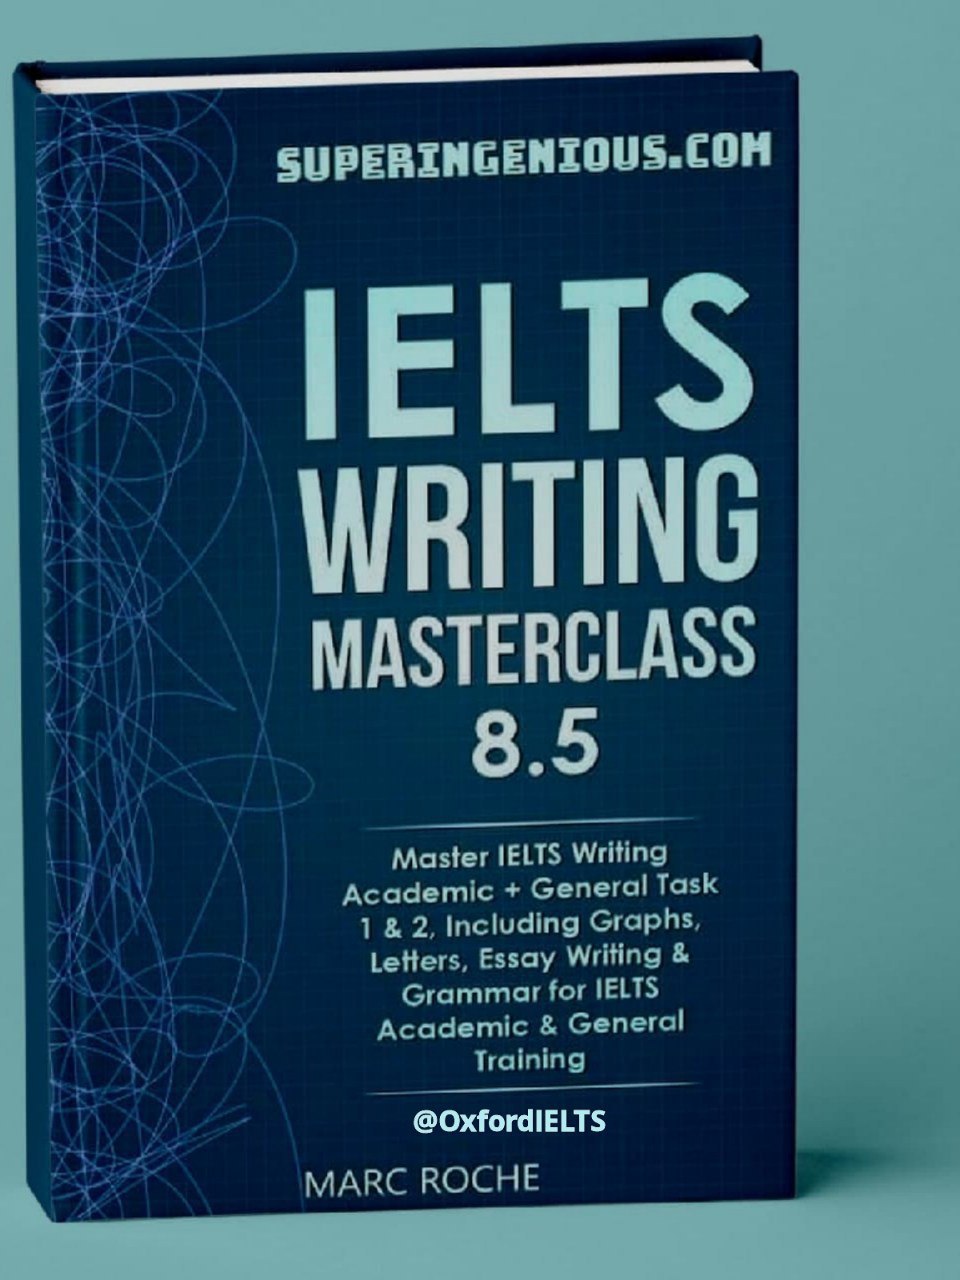 SUPERINGENIOUS.COM
IELTS
WRITING
MASTERCLASS
8.5
Master IELTS Writing
Academic + General Task
1 & 2, Including Graphs,
Letters, Essay Writing &
Grammar for IELTS
Academic & General
Training
@OxfordIELTS
MARC ROCHE